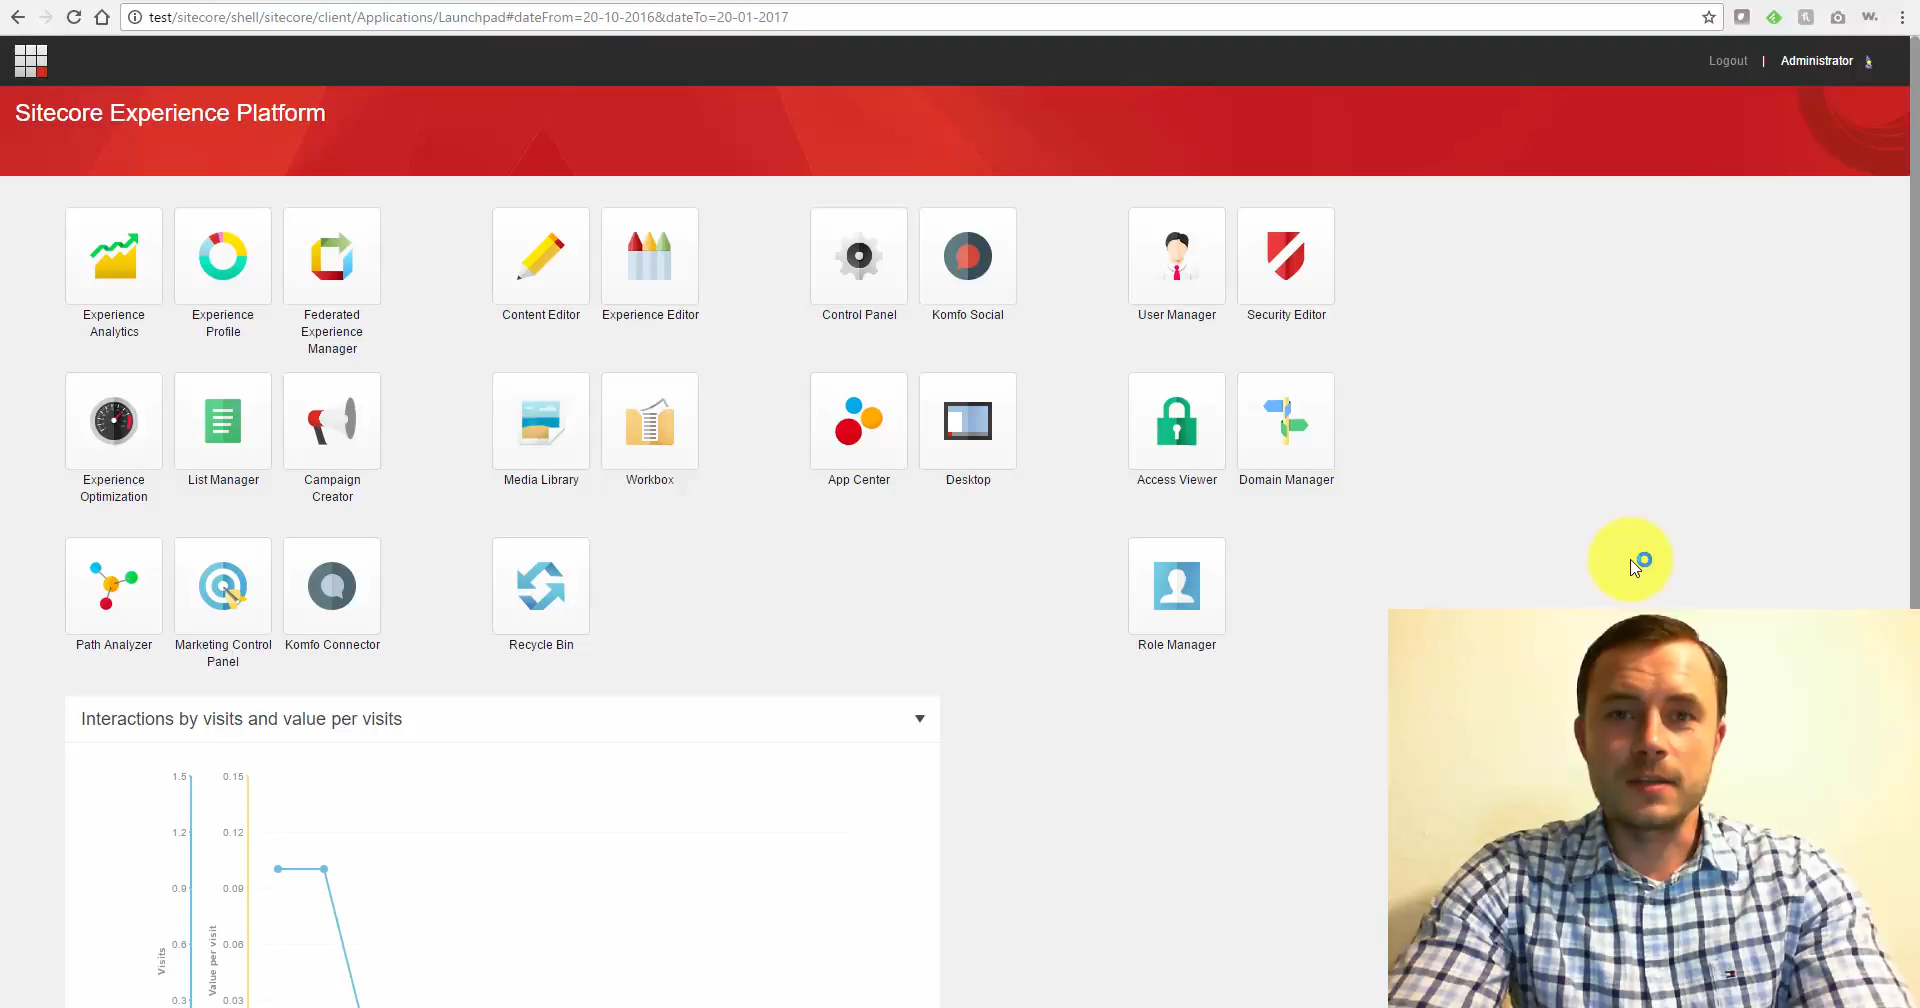 test/sitecore/shell/sitecore/client/Applications/Launchpad#dateFrom=20-10-2016&dateTo=20-01-2017
Logout | Administrator
Sitecore Experience Platform
Experience Analytics
Experience Profile
Federated Experience Manager
Content Editor
Experience Editor
Control Panel
Komfo Social
User Manager
Security Editor
Experience Optimization
List Manager
Campaign Creator
Media Library
Workbox
App Center
Desktop
Access Viewer
Domain Manager
Path Analyzer
Marketing Control Panel
Komfo Connector
Recycle Bin
Role Manager
Interactions by visits and value per visits
1.5
1.2
0.9
0.6
0.3
Visits
0.15
0.12
0.09
0.06
0.03
Value per visit
w.